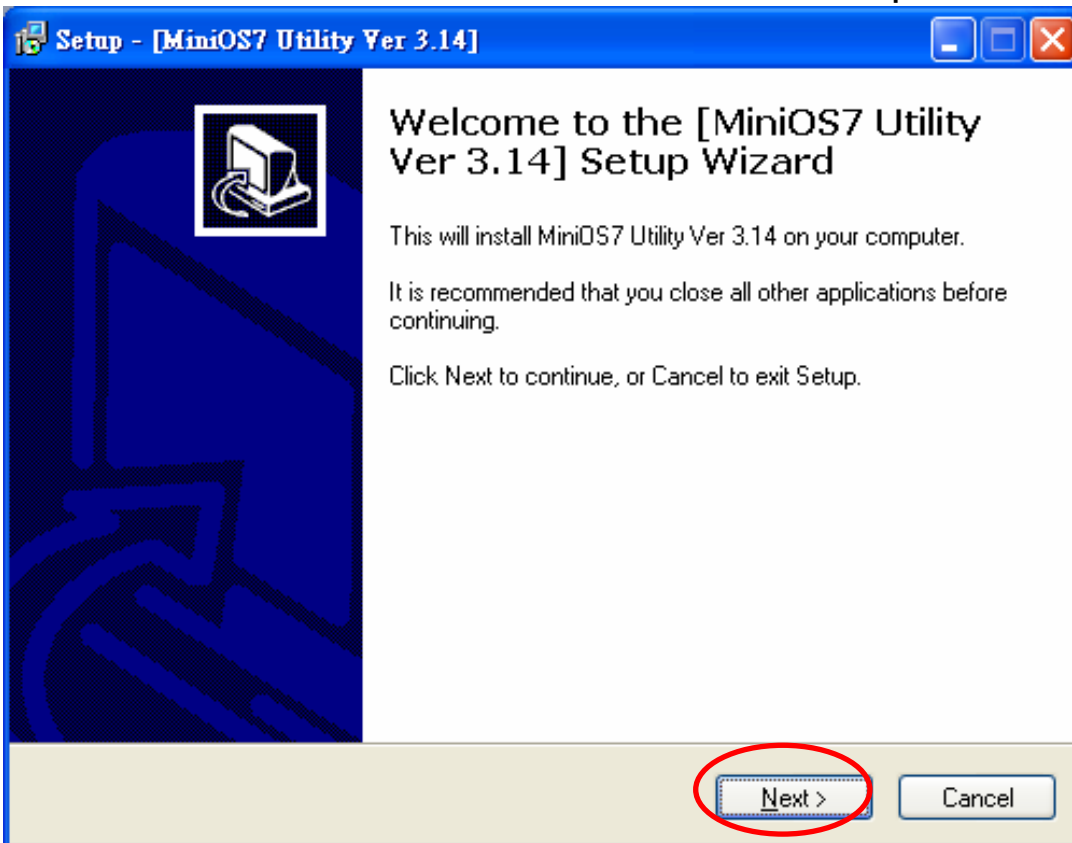 Setup - [MiniOS7 Utility Ver 3.14]
Welcome to the [MiniOS7 Utility
Ver 3.14] Setup Wizard
This will install MiniOS7 Utility Ver 3.14 on your computer.
It is recommended that you close all other applications before
continuing.
Click Next to continue, or Cancel to exit Setup.
Next >
Cancel